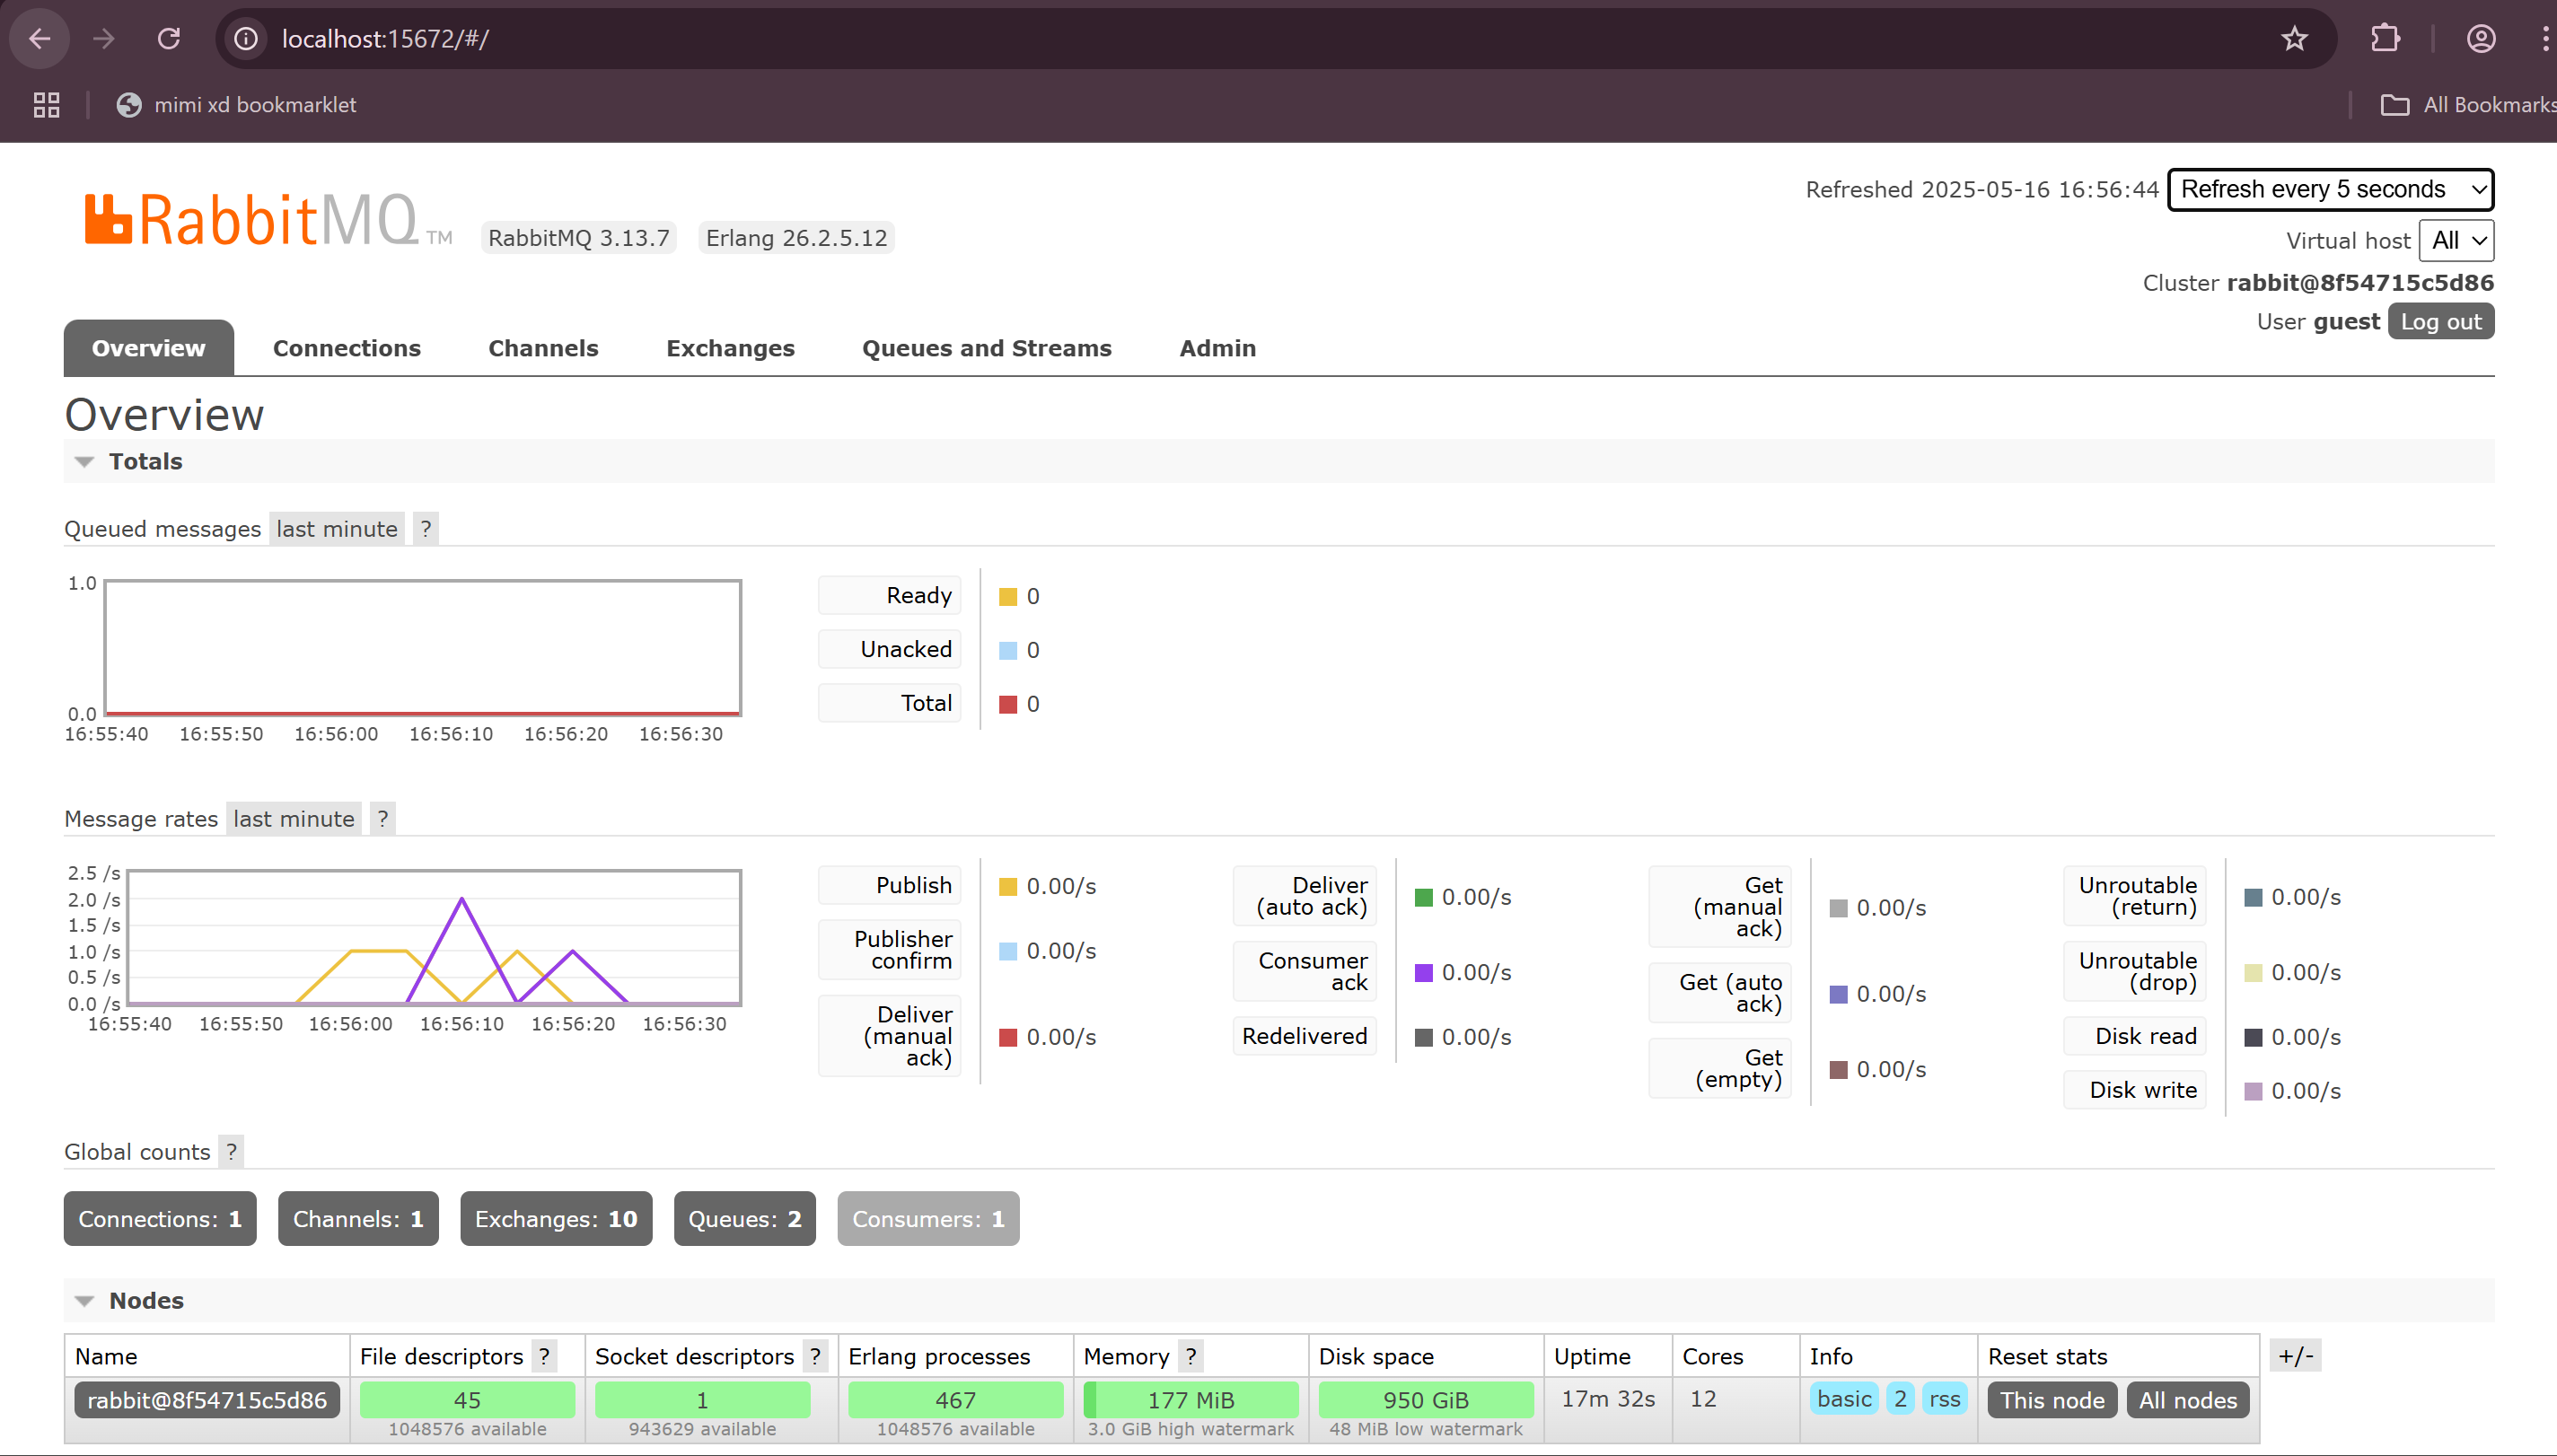 localhost:15672/#/
mimi xd bookmarklet
All Bookmarks
RabbitMQ TM
RabbitMQ 3.13.7
Erlang 26.2.5.12
Refreshed 2025-05-16 16:56:44
Refresh every 5 seconds
Virtual host
All
Cluster rabbit@8f54715c5d86
User guest
Log out
Overview
Connections
Channels
Exchanges
Queues and Streams
Admin
Overview
Totals
Queued messages last minute ?
1.0
0.0
16:55:40 16:55:50 16:56:00 16:56:10 16:56:20 16:56:30
Ready 0
Unacked 0
Total 0
Message rates last minute ?
2.5 /s
2.0 /s
1.5 /s
1.0 /s
0.5 /s
0.0 /s
16:55:40 16:55:50 16:56:00 16:56:10 16:56:20 16:56:30
Publish 0.00/s
Publisher
confirm 0.00/s
Deliver
(manual
ack) 0.00/s
Deliver
(auto ack) 0.00/s
Consumer
ack 0.00/s
Redelivered 0.00/s
Get
(manual
ack) 0.00/s
Get (auto
ack) 0.00/s
Get
(empty) 0.00/s
Unroutable
(return) 0.00/s
Unroutable
(drop) 0.00/s
Disk read 0.00/s
Disk write 0.00/s
Global counts ?
Connections: 1
Channels: 1
Exchanges: 10
Queues: 2
Consumers: 1
Nodes
Name File descriptors ? Socket descriptors ? Erlang processes Memory ? Disk space Uptime Cores Info Reset stats +/-
rabbit@8f54715c5d86 45 1 467 177 MiB 950 GiB 17m 32s 12 basic 2 rss This node All nodes
1048576 available 943629 available 1048576 available 3.0 GiB high watermark 48 MiB low watermark